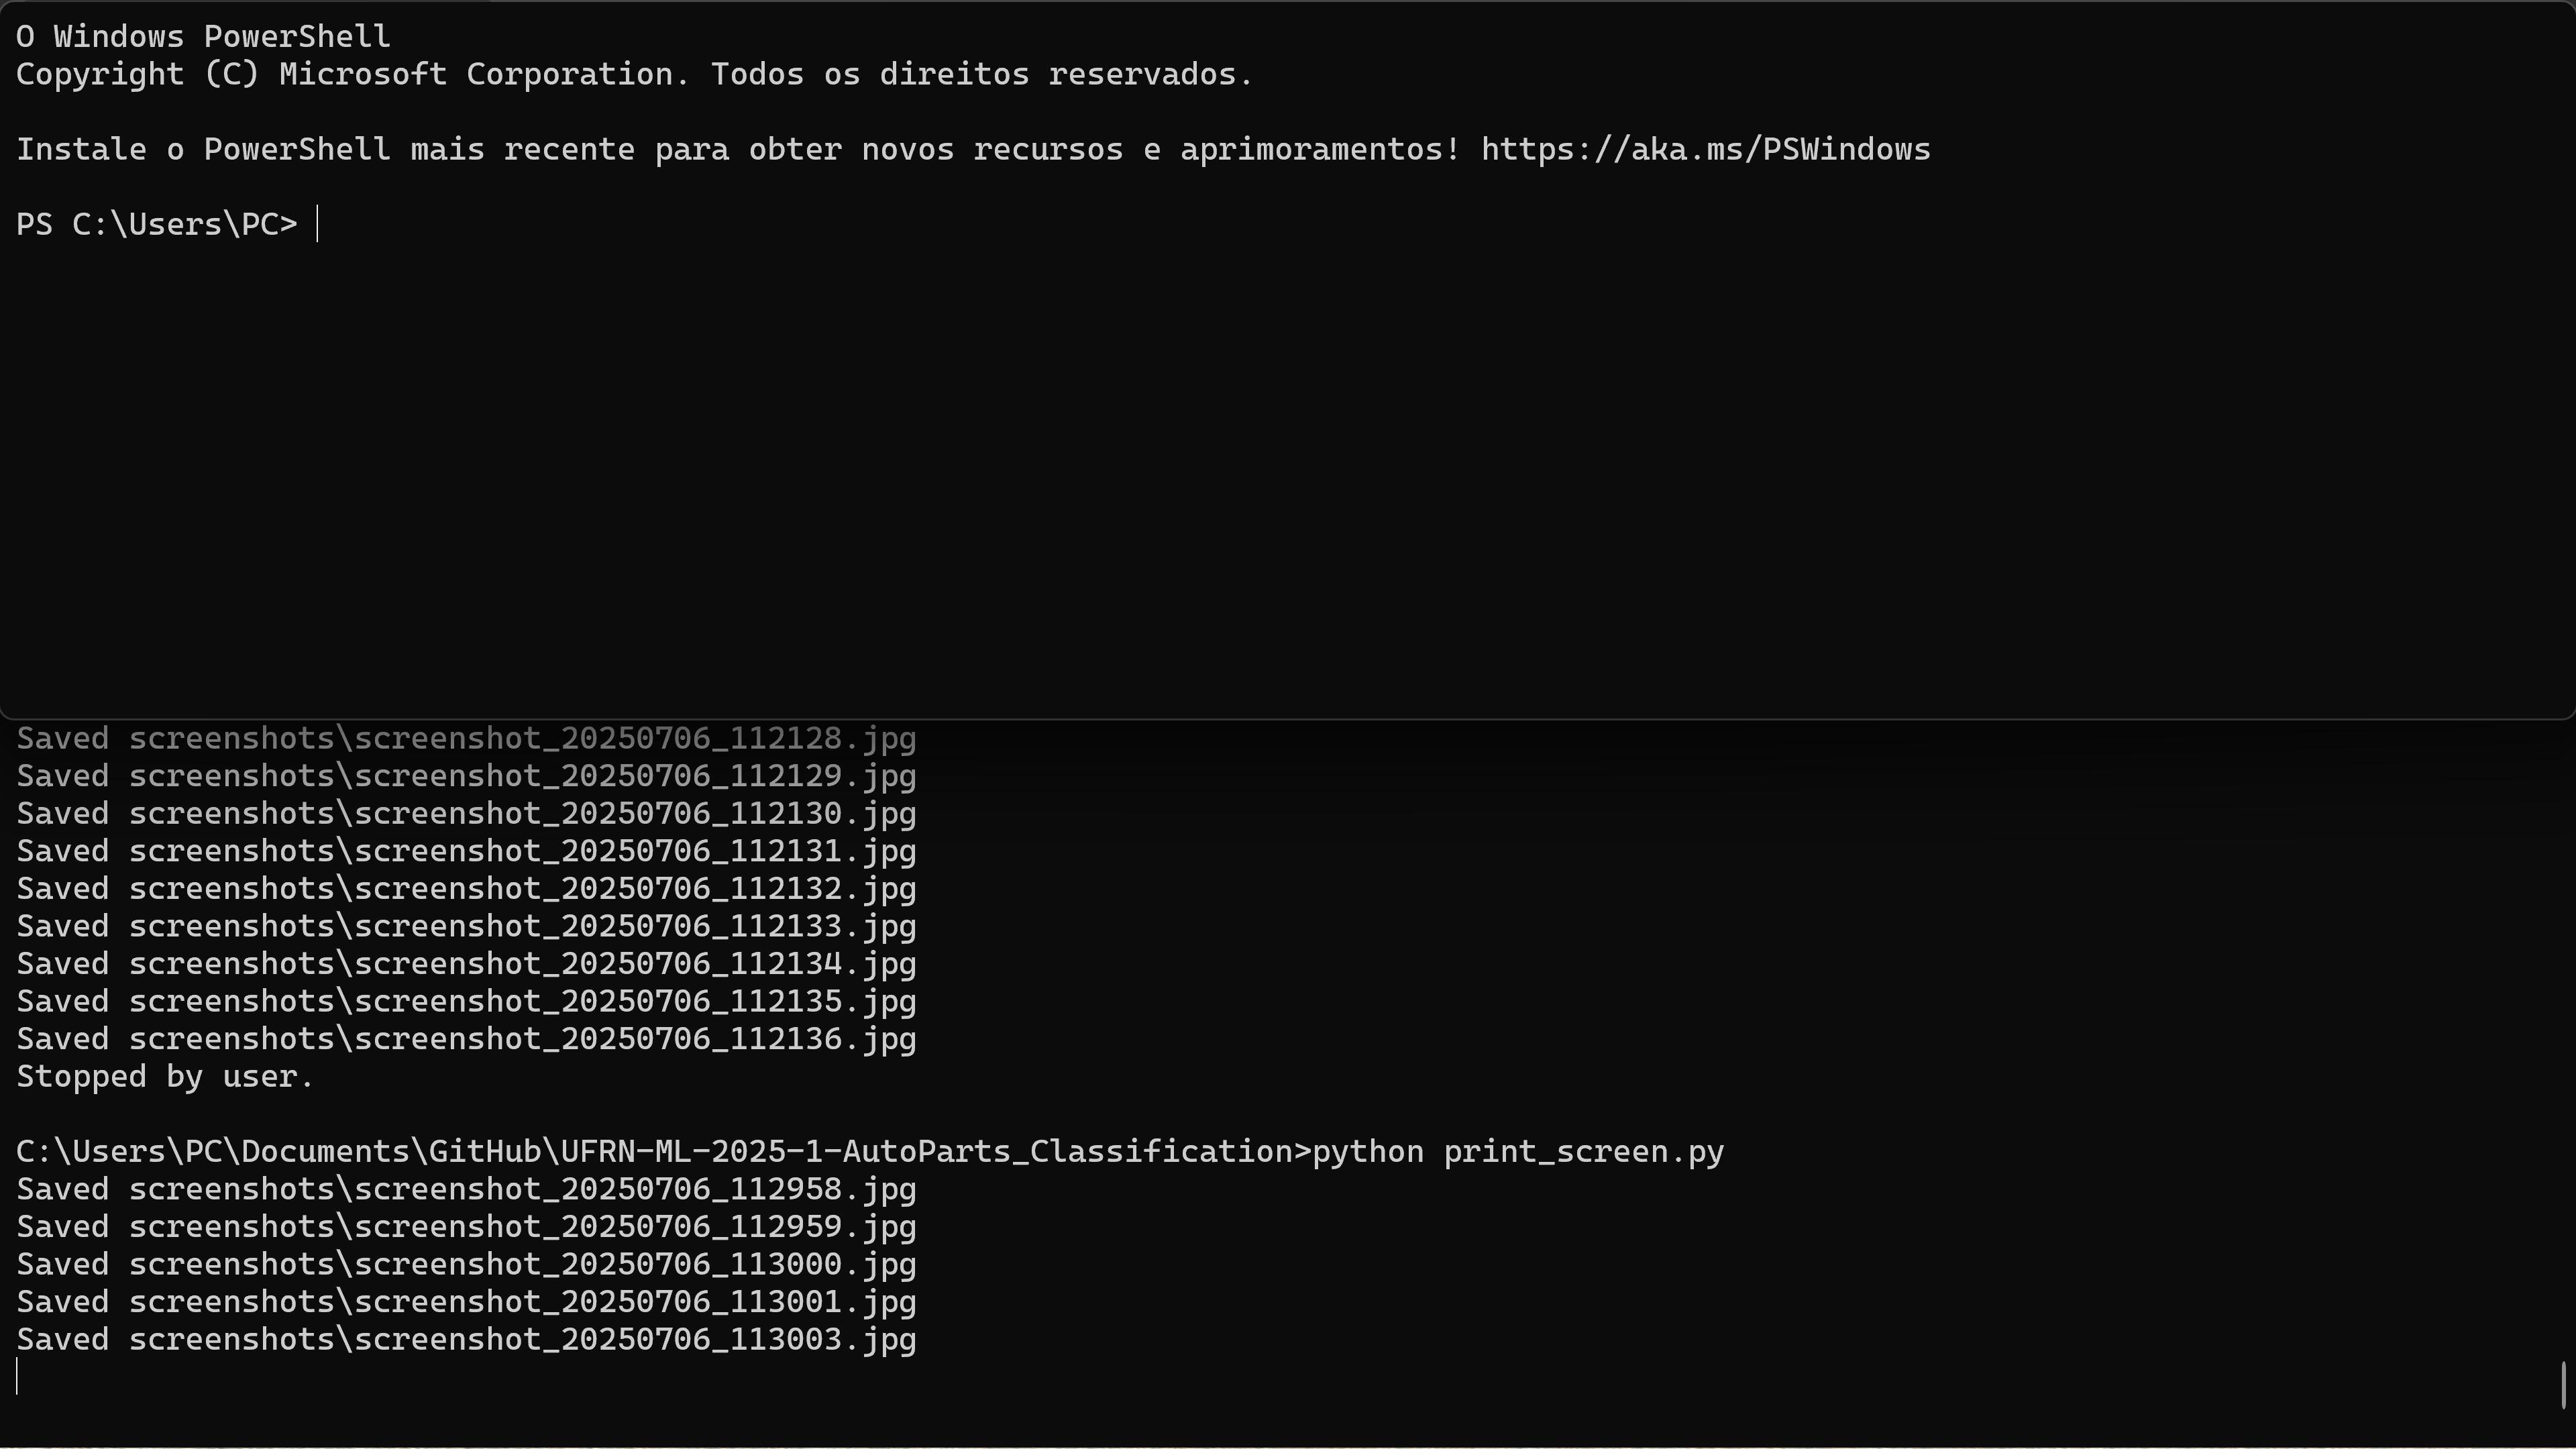 O Windows PowerShell
Copyright (C) Microsoft Corporation. Todos os direitos reservados.
Instale o PowerShell mais recente para obter novos recursos e aprimoramentos! https://aka.ms/PSWindows
PS C:\Users\PC>
Saved screenshots\screenshot_20250706_112128.jpg
Saved screenshots\screenshot_20250706_112129.jpg
Saved screenshots\screenshot_20250706_112130.jpg
Saved screenshots\screenshot_20250706_112131.jpg
Saved screenshots\screenshot_20250706_112132.jpg
Saved screenshots\screenshot_20250706_112133.jpg
Saved screenshots\screenshot_20250706_112134.jpg
Saved screenshots\screenshot_20250706_112135.jpg
Saved screenshots\screenshot_20250706_112136.jpg
Stopped by user.
C:\Users\PC\Documents\GitHub\UFRN-ML-2025-1-AutoParts_Classification>python print_screen.py
Saved screenshots\screenshot_20250706_112958.jpg
Saved screenshots\screenshot_20250706_112959.jpg
Saved screenshots\screenshot_20250706_113000.jpg
Saved screenshots\screenshot_20250706_113001.jpg
Saved screenshots\screenshot_20250706_113003.jpg